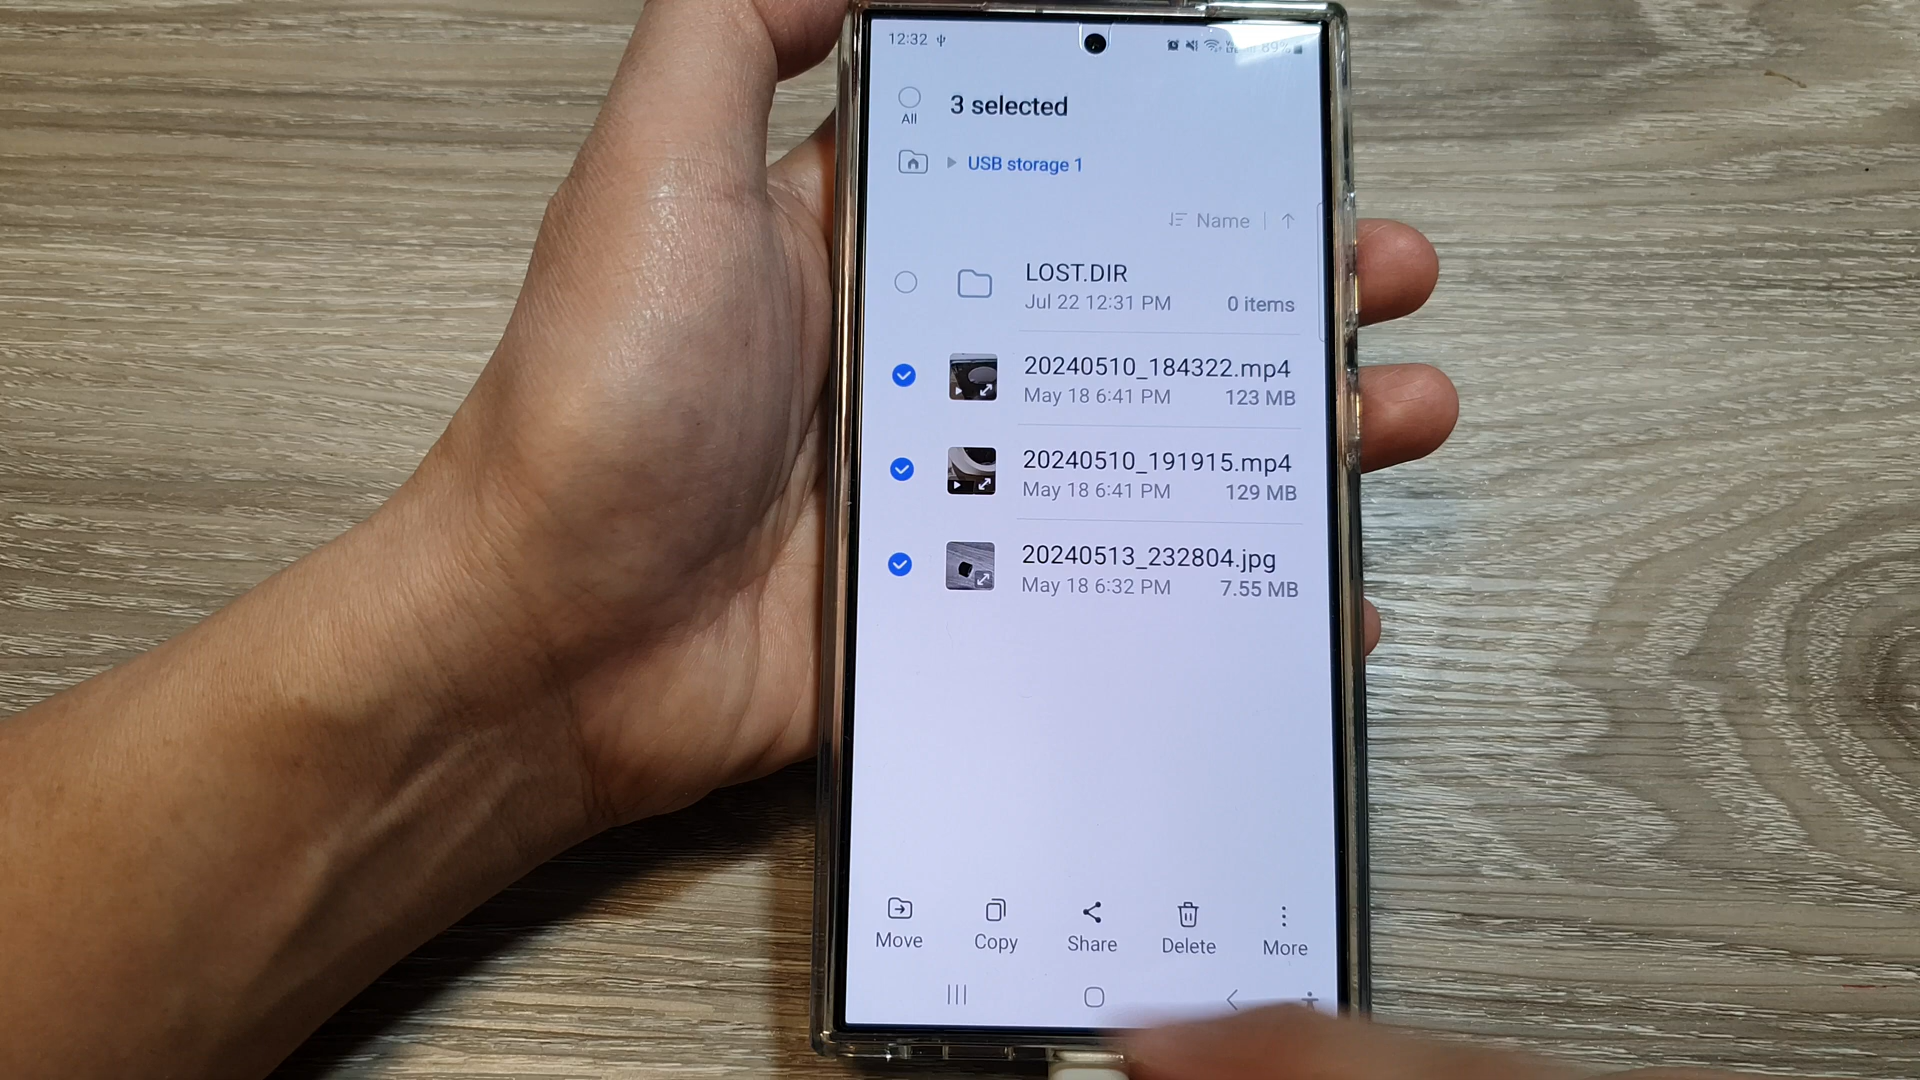 12:32
89%
All
3 selected
USB storage 1
Name
LOST.DIR
Jul 22 12:31 PM 0 items
20240510_184322.mp4
May 18 6:41 PM 123 MB
20240510_191915.mp4
May 18 6:41 PM 129 MB
20240513_232804.jpg
May 18 6:32 PM 7.55 MB
Move Copy Share Delete More